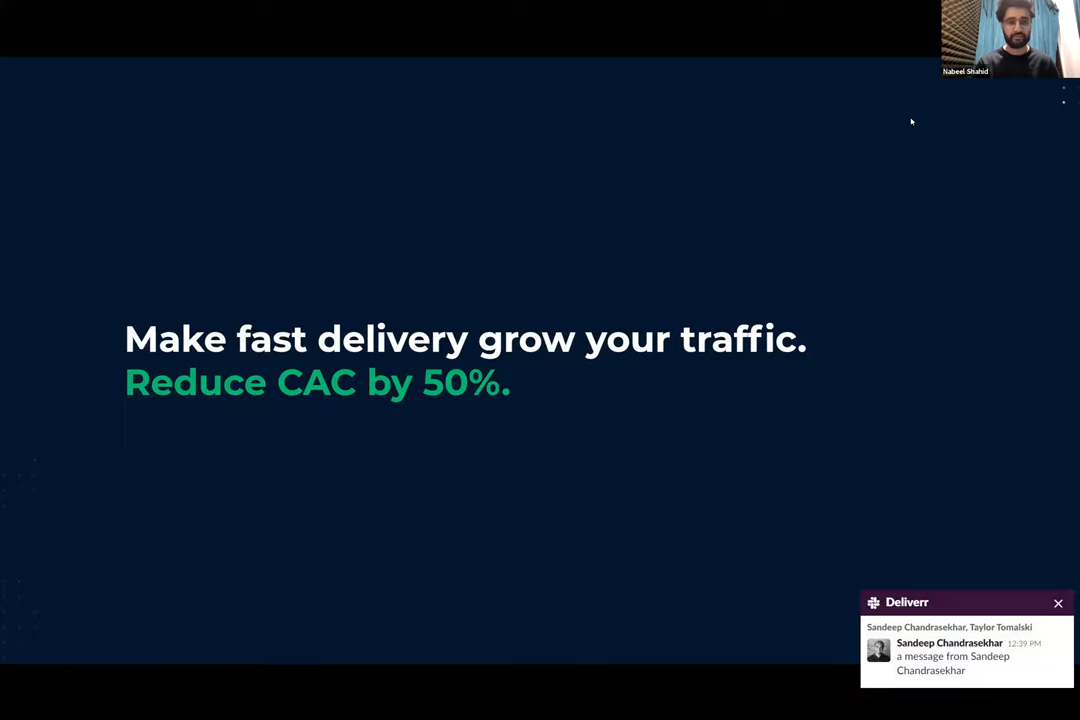 Nabeel Shahid
Make fast delivery grow your traffic.
Reduce CAC by 50%.
Deliverr
Sandeep Chandrasekhar, Taylor Tomalski
Sandeep Chandrasekhar 12:39 PM
a message from Sandeep
Chandrasekhar